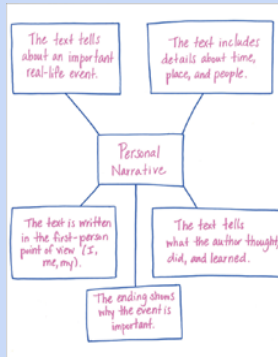 The text tells
about an important
real-life event.
The text includes
details about time,
place, and people.
Personal
Narrative
The text is written
in the first-person
point of view (I,
me, my).
The text tells
what the author thought,
did, and learned.
The ending shows
why the event is
important.